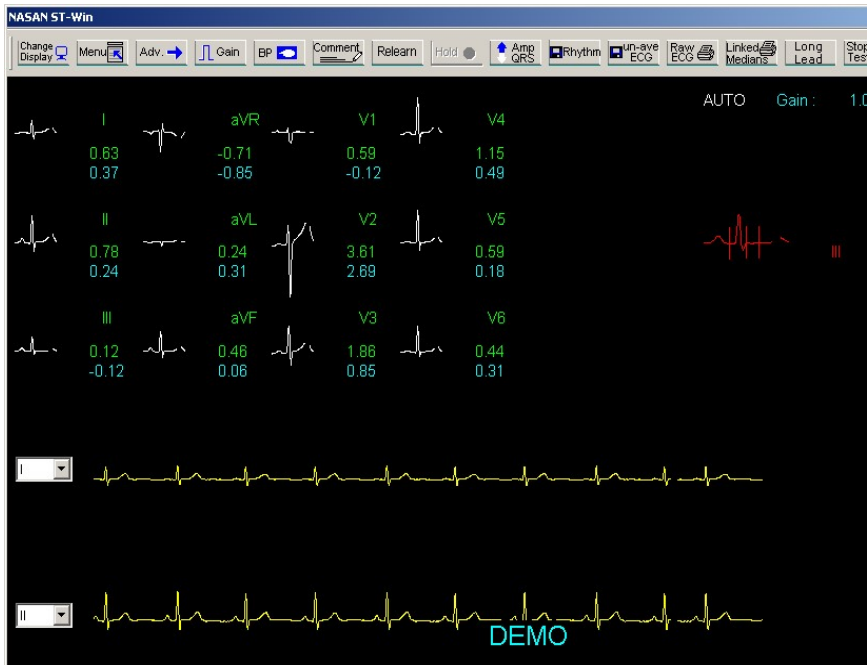 NASAN ST-Win
Change Display
Menu
Adv.
Gain
BP
Comment
Relearn
Hold
Amp QRS
Rhythm
un-ave ECG
Raw ECG
Linked Medians
Long Lead
Stop Test
AUTO Gain : 1.0
I aVR V1 V4
0.63 -0.71 0.59 1.15
0.37 -0.85 -0.12 0.49
II aVL V2 V5
0.78 0.24 3.61 0.59
0.24 0.31 2.69 0.18
III
III aVF V3 V6
0.12 0.46 1.86 0.44
-0.12 0.06 0.85 0.31
I
II
DEMO